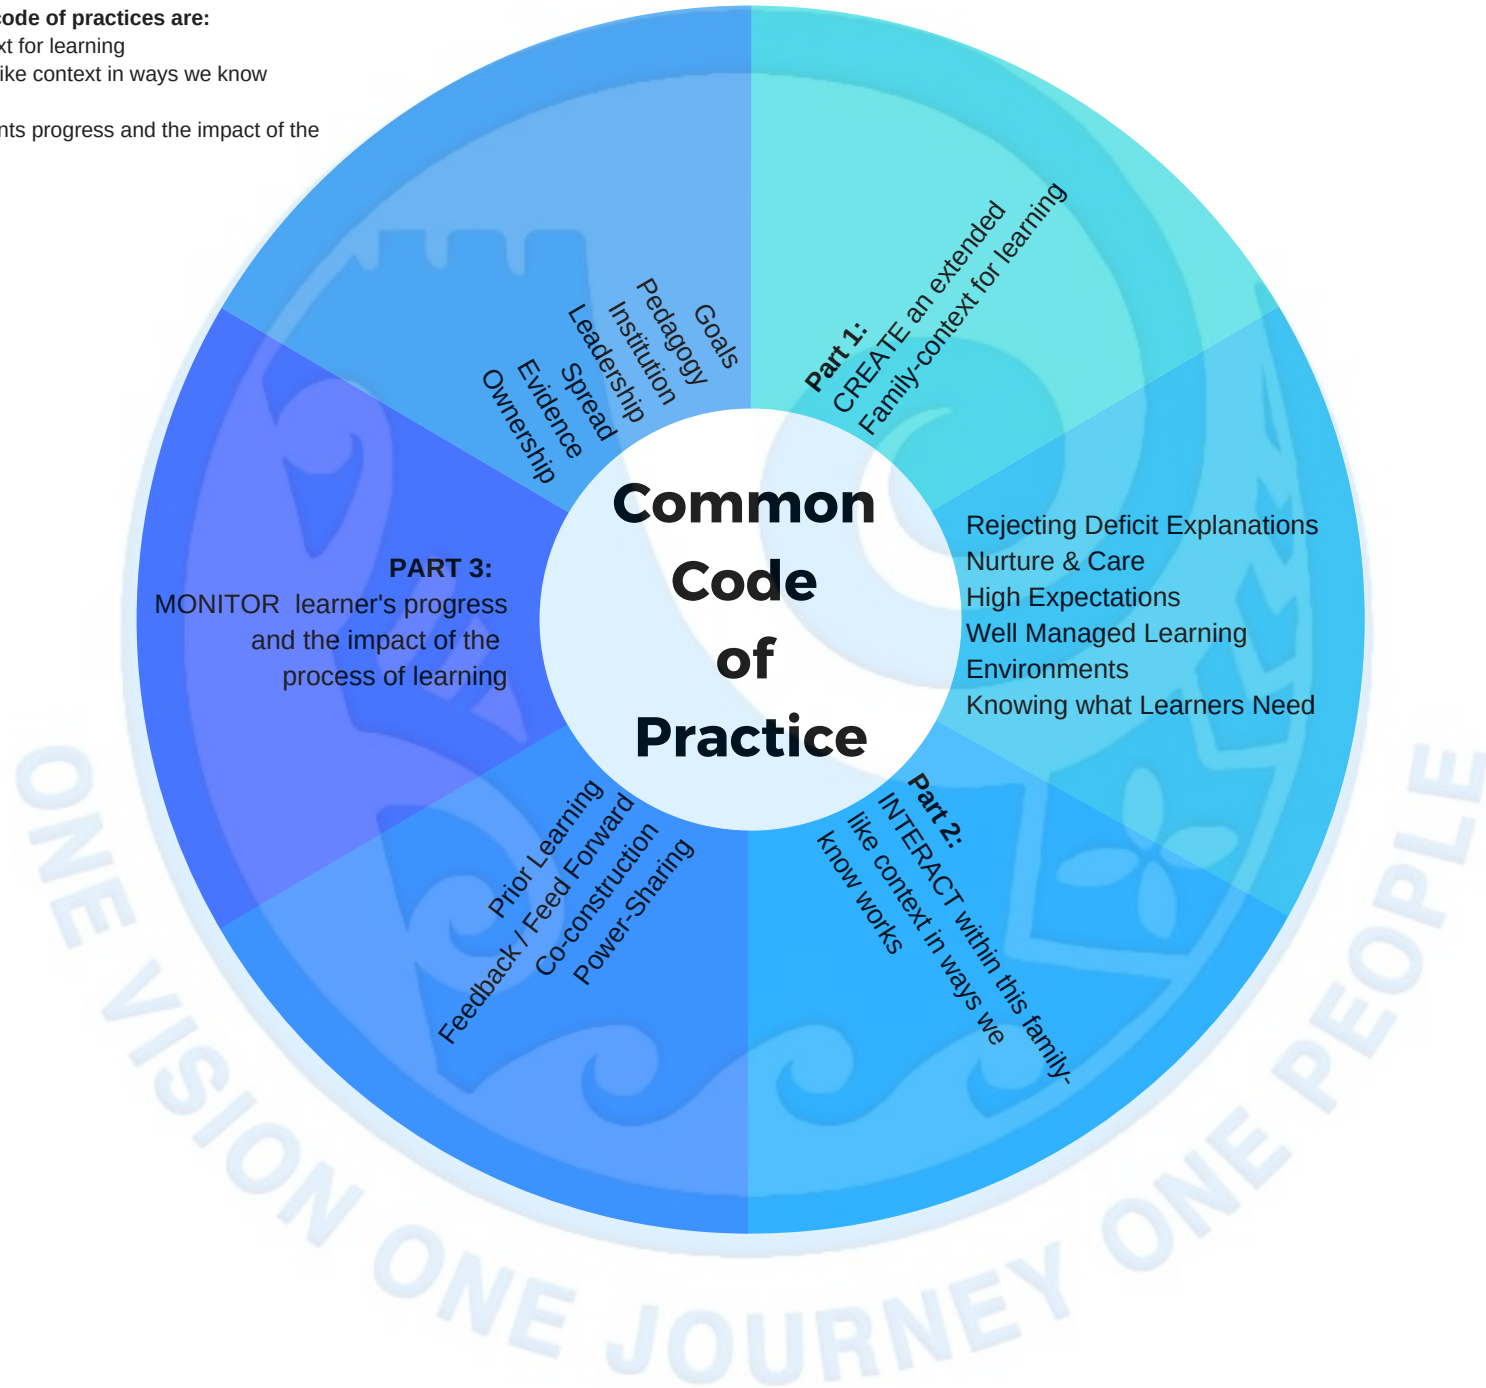 code of practices are:
xt for learning
like context in ways we know
nts progress and the impact of the
Common
Code
of
Practice
Part 1:
CREATE an extended
Family-context for learning
Rejecting Deficit Explanations
Nurture & Care
High Expectations
Well Managed Learning
Environments
Knowing what Learners Need
Part 2:
INTERACT within this family-
like context in ways we
know works
Prior Learning
Feedback / Feed Forward
Co-construction
Power-Sharing
PART 3:
MONITOR learner's progress
and the impact of the
process of learning
Goals
Pedagogy
Institution
Leadership
Spread
Evidence
Ownership
ONE VISION ONE JOURNEY ONE PEOPLE